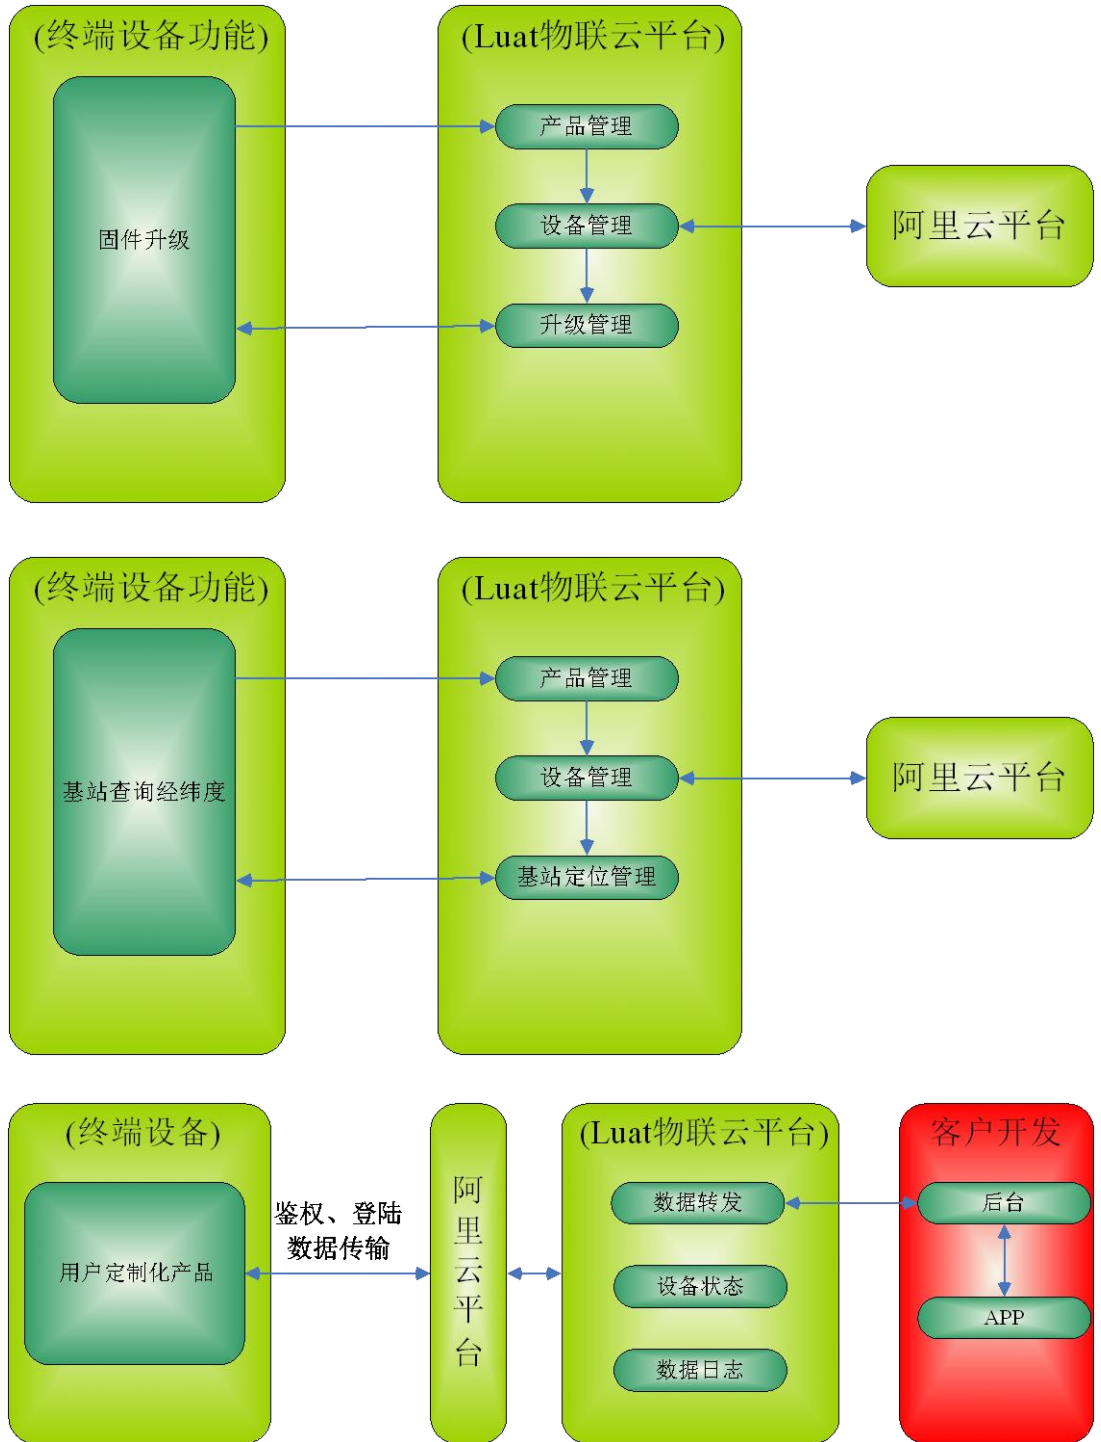 (终端设备功能)
(Luat物联云平台)
产品管理
固件升级
设备管理
阿里云平台
升级管理
(终端设备功能)
(Luat物联云平台)
产品管理
基站查询经纬度
设备管理
阿里云平台
基站定位管理
(终端设备)
用户定制化产品
鉴权、登陆
数据传输
阿里云平台
(Luat物联云平台)
数据转发
设备状态
数据日志
客户开发
后台
APP